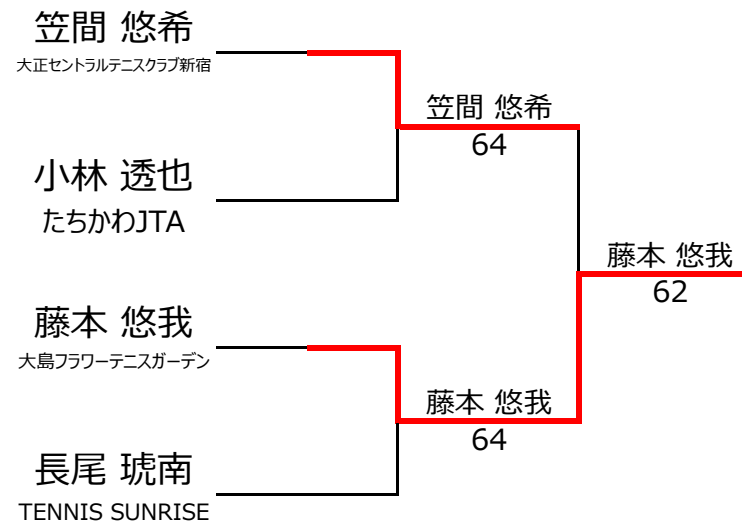 笠間 悠希
大正セントラルテニスクラブ新宿
笠間 悠希
64
小林 透也
たちかわJTA
藤本 悠我
62
藤本 悠我
大島フラワーテニスガーデン
藤本 悠我
64
長尾 琥南
TENNIS SUNRISE